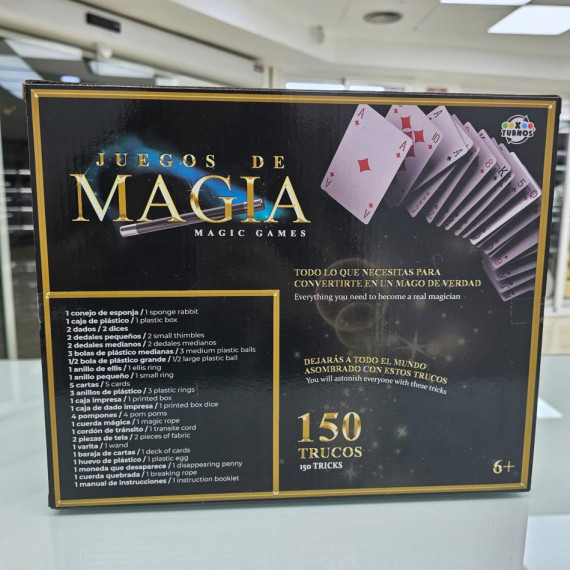 JUEGOS DE
MAGIA
MAGIC GAMES
X
TURNOS
TODO LO QUE NECESITAS PARA
CONVERTIRTE EN UN MAGO DE VERDAD
Everything you need to become a real magician
1 conejo de esponja / 1 sponge rabbit
1 caja de plástico / 1 plastic box
2 dados / 2 dices
2 dedales pequeños / 2 small thimbles
2 dedales medianos / 2 dedales medianos
3 bolas de plástico medianas / 3 medium plastic balls
1/2 bola de plástico grande / 1/2 large plastic ball
1 anillo de ellis / 1 ellis ring
1 anillo pequeño / 1 small ring
5 cartas / 5 cards
3 anillos de plástico / 3 plastic rings
1 caja impresa / 1 printed box
1 caja de dado impresa / 1 printed box dice
4 pompones / 4 pom poms
1 cuerda mágica / 1 magic rope
1 cordón de tránsito / 1 transite cord
2 piezas de tela / 2 pieces of fabric
1 varita / 1 wand
1 baraja de cartas / 1 deck of cards
1 huevo de plástico / 1 plastic egg
1 moneda que desaparece / 1 disappearing penny
1 cuerda quebrada / 1 breaking rope
1 manual de instrucciones / 1 instruction booklet
DEJARÁS A TODO EL MUNDO
ASOMBRADO CON ESTOS TRUCOS
You will astonish everyone with these tricks
150
TRUCOS
150 TRICKS
6+